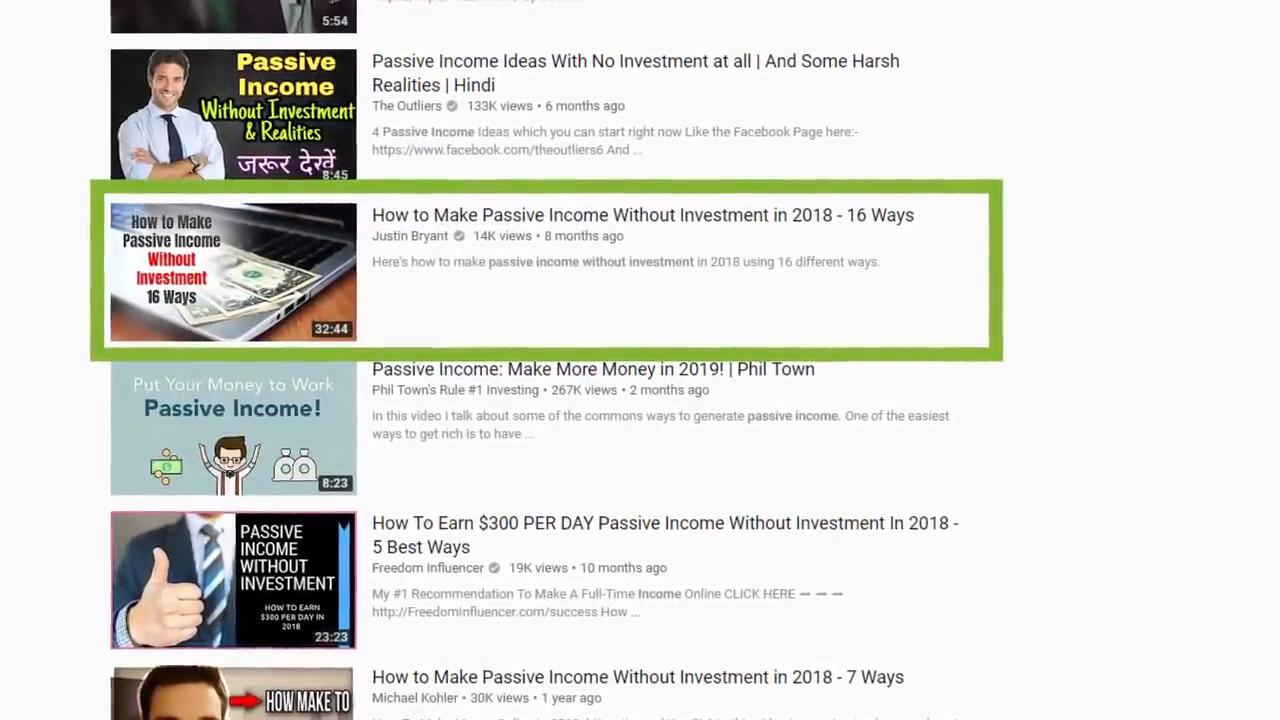 5:54
Passive
Income
Without Investment
& Realities
जरूर देखें
8:45
Passive Income Ideas With No Investment at all | And Some Harsh
Realities | Hindi
The Outliers 133K views • 6 months ago
4 Passive Income Ideas which you can start right now Like the Facebook Page here:-
https://www.facebook.com/theoutliers6 And ...
How to Make
Passive Income
Without
Investment
16 Ways
32:44
How to Make Passive Income Without Investment in 2018 - 16 Ways
Justin Bryant 14K views • 8 months ago
Here's how to make passive income without investment in 2018 using 16 different ways.
Put Your Money to Work
Passive Income!
8:23
Passive Income: Make More Money in 2019! | Phil Town
Phil Town's Rule #1 Investing • 267K views • 2 months ago
In this video I talk about some of the commons ways to generate passive income. One of the easiest
ways to get rich is to have ...
PASSIVE
INCOME
WITHOUT
INVESTMENT
HOW TO EARN
$300 PER DAY IN
2018
23:23
How To Earn $300 PER DAY Passive Income Without Investment In 2018 -
5 Best Ways
Freedom Influencer 19K views • 10 months ago
My #1 Recommendation To Make A Full-Time Income Online CLICK HERE ➡ ➡ ➡
http://Freedominfluencer.com/success How ...
HOW MAKE TO
How to Make Passive Income Without Investment in 2018 - 7 Ways
Michael Kohler • 30K views • 1 year ago